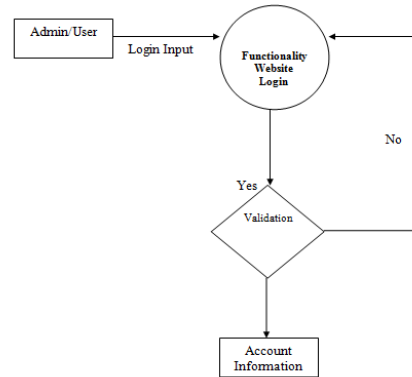 Admin/User
Login Input
Functionality
Website
Login
No
Yes
Validation
Account
Information